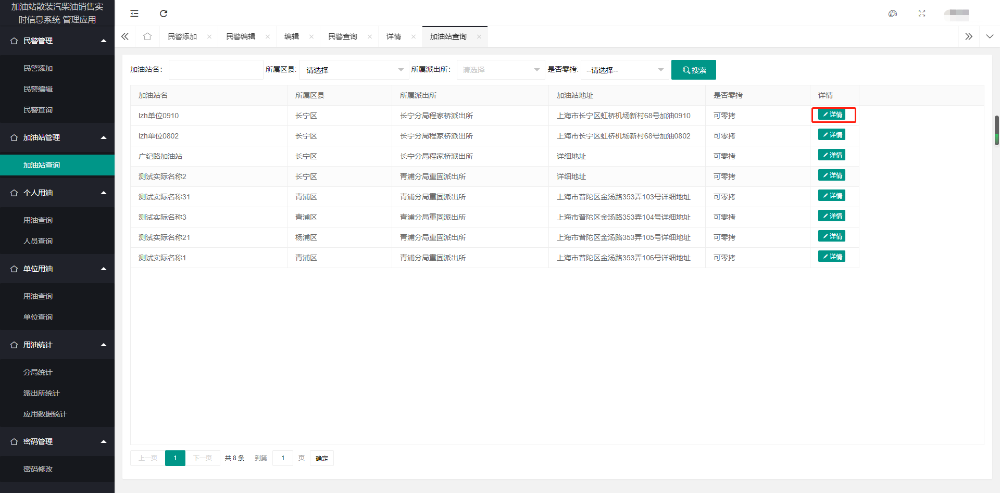 加油站散装汽柴油销售实
时信息系统 管理应用
民警管理
民警添加
民警编辑
民警查询
加油站管理
加油站查询
个人用油
用油查询
人员查询
单位用油
用油查询
单位查询
用油统计
分局统计
派出所统计
应用数据统计
密码管理
密码修改
民警添加 民警编辑 编辑 民警查询 详情 加油站查询
加油站名: 所属区县: 请选择 所属派出所: 请选择 是否零拷: --请选择-- 搜索
加油站名 所属区县 所属派出所 加油站地址 是否零拷 详情
lzh单位0910 长宁区 长宁分局程家桥派出所 上海市长宁区虹桥机场新村68号加油0910 可零拷 详情
lzh单位0802 长宁区 长宁分局程家桥派出所 上海市长宁区虹桥机场新村68号加油0802 可零拷 详情
广纪路加油站 长宁区 长宁分局程家桥派出所 详细地址 可零拷 详情
测试实际名称2 长宁区 青浦分局重固派出所 详细地址 可零拷 详情
测试实际名称31 青浦区 青浦分局重固派出所 上海市普陀区金汤路353弄103号详细地址 可零拷 详情
测试实际名称3 青浦区 青浦分局重固派出所 上海市普陀区金汤路353弄104号详细地址 可零拷 详情
测试实际名称21 杨浦区 青浦分局重固派出所 上海市普陀区金汤路353弄105号详细地址 可零拷 详情
测试实际名称1 青浦区 青浦分局重固派出所 上海市普陀区金汤路353弄106号详细地址 可零拷 详情
上一页 1 下一页 共 8 条 到第 1 页 确定